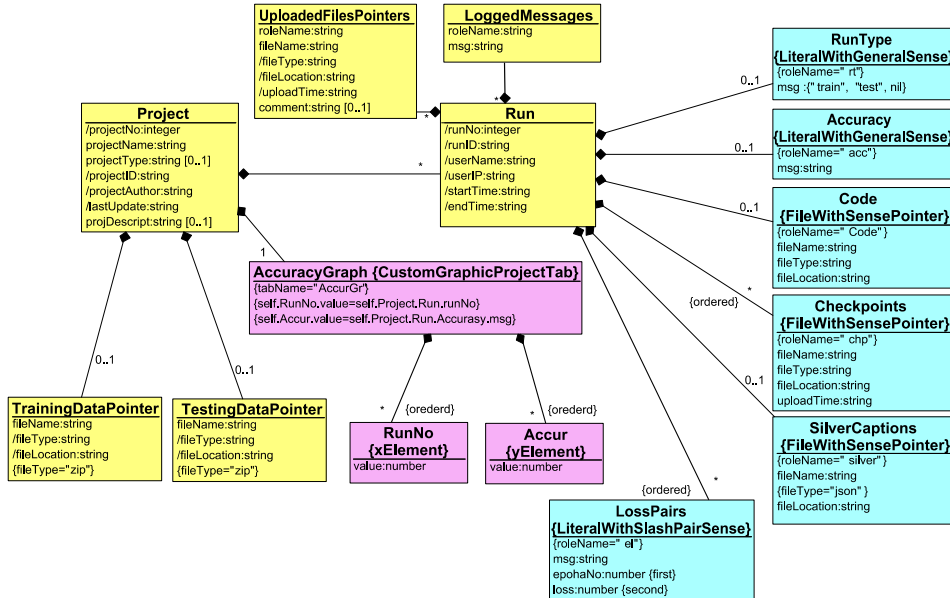 UploadedFilesPointers
roleName:string
fileName:string
/fileType:string
/fileLocation:string
/uploadTime:string
comment:string [0..1]
LoggedMessages
roleName:string
msg:string
*
*
RunType
{LiteralWithGeneralSense}
{roleName=" rt"}
msg :{" train", "test", nil}
0..1
Project
/projectNo:integer
projectName:string
projectType:string [0..1]
/projectID:string
/projectAuthor:string
/lastUpdate:string
projDescript:string [0..1]
*
Run
/runNo:integer
/runID:string
/userName:string
/userIP:string
/startTime:string
/endTime:string
Accuracy
{LiteralWithGeneralSense}
{roleName=" acc"}
msg:string
0..1
Code
{FileWithSensePointer}
{roleName=" Code"}
fileName:string
fileType:string
fileLocation:string
0..1
1
AccuracyGraph {CustomGraphicProjectTab}
{tabName="AccurGr"}
{self.RunNo.value=self.Project.Run.runNo}
{self.Accur.value=self.Project.Run.Accurasy.msg}
{ordered}
*
Checkpoints
{FileWithSensePointer}
{roleName=" chp"}
fileName:string
fileType:string
fileLocation:string
uploadTime:string
0..1
0..1
0..1
TrainingDataPointer
fileName:string
/fileType:string
/fileLocation:string
{fileType="zip"}
TestingDataPointer
fileName:string
/fileType:string
/fileLocation:string
{fileType="zip"}
*
{orederd}
RunNo
{xElement}
value:number
*
{orederd}
Accur
{yElement}
value:number
SilverCaptions
{FileWithSensePointer}
{roleName=" silver"}
fileName:string
{fileType="json" }
fileLocation:string
{ordered}
*
LossPairs
{LiteralWithSlashPairSense}
{roleName=" el"}
msg:string
epohaNo:number {first}
loss:number {second}